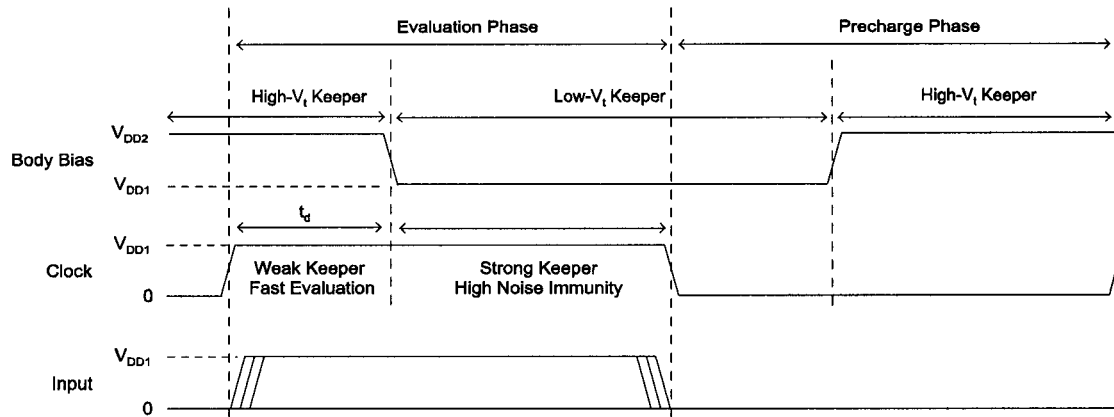 Evaluation Phase
Precharge Phase
High-Vt Keeper
Low-Vt Keeper
High-Vt Keeper
VDD2
Body Bias
VDD1
td
VDD1
Clock
Weak Keeper
Fast Evaluation
Strong Keeper
High Noise Immunity
0
VDD1
Input
0